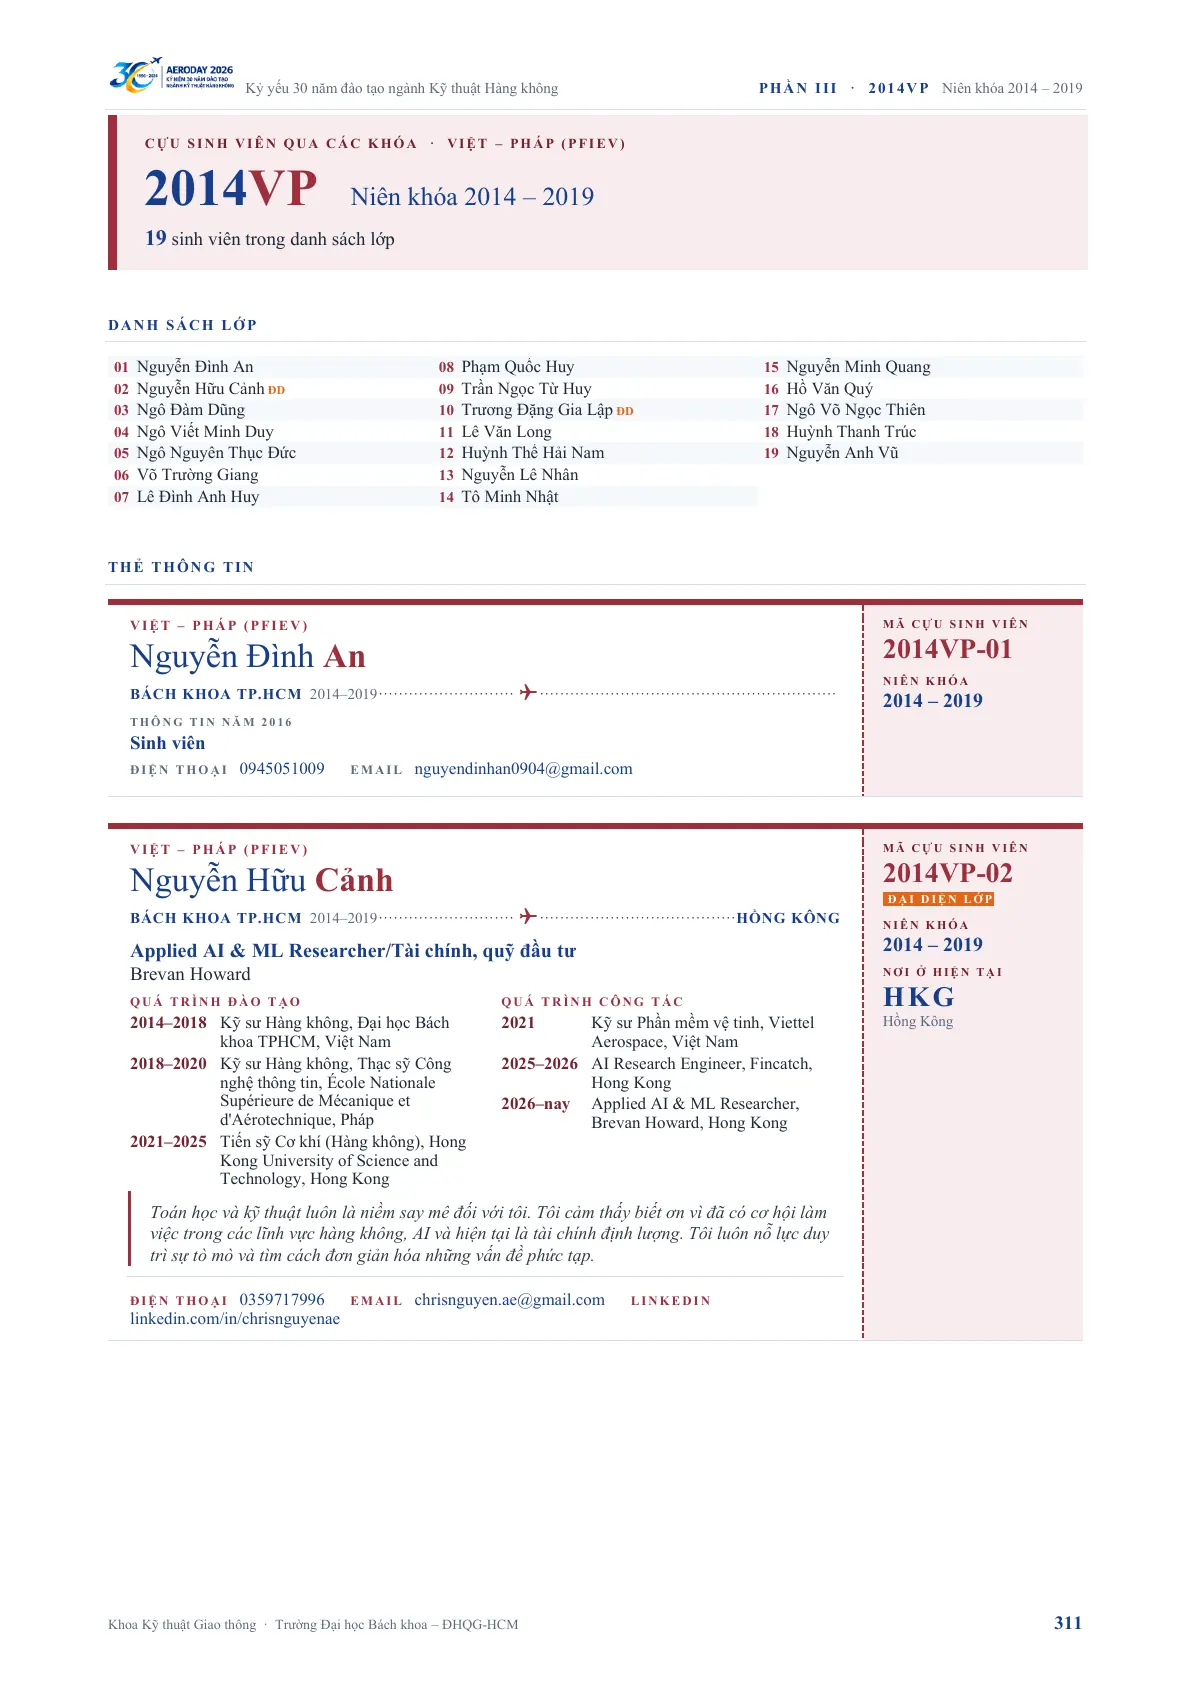 30 1996 - 2026
AERODAY 2026
KỶ NIỆM 30 NĂM ĐÀO TẠO
NGÀNH KỸ THUẬT HÀNG KHÔNG
Kỷ yếu 30 năm đào tạo ngành Kỹ thuật Hàng không
PHẦN III · 2014VP Niên khóa 2014 – 2019
CỰU SINH VIÊN QUA CÁC KHÓA · VIỆT – PHÁP (PFIEV)
2014VP Niên khóa 2014 – 2019
19 sinh viên trong danh sách lớp
DANH SÁCH LỚP
01 Nguyễn Đình An
02 Nguyễn Hữu Cảnh ĐD
03 Ngô Đàm Dũng
04 Ngô Viết Minh Duy
05 Ngô Nguyên Thục Đức
06 Võ Trường Giang
07 Lê Đình Anh Huy
08 Phạm Quốc Huy
09 Trần Ngọc Từ Huy
10 Trương Đặng Gia Lập ĐD
11 Lê Văn Long
12 Huỳnh Thế Hải Nam
13 Nguyễn Lê Nhân
14 Tô Minh Nhật
15 Nguyễn Minh Quang
16 Hồ Văn Quý
17 Ngô Võ Ngọc Thiên
18 Huỳnh Thanh Trúc
19 Nguyễn Anh Vũ
THẺ THÔNG TIN
VIỆT – PHÁP (PFIEV)
Nguyễn Đình An
BÁCH KHOA TP.HCM 2014–2019
THÔNG TIN NĂM 2016
Sinh viên
ĐIỆN THOẠI 0945051009 EMAIL nguyendinhan0904@gmail.com
MÃ CỰU SINH VIÊN
2014VP-01
NIÊN KHÓA
2014 – 2019
VIỆT – PHÁP (PFIEV)
Nguyễn Hữu Cảnh
BÁCH KHOA TP.HCM 2014–2019 HỒNG KÔNG
Applied AI & ML Researcher/Tài chính, quỹ đầu tư
Brevan Howard
QUÁ TRÌNH ĐÀO TẠO
2014–2018 Kỹ sư Hàng không, Đại học Bách
khoa TPHCM, Việt Nam
2018–2020 Kỹ sư Hàng không, Thạc sỹ Công
nghệ thông tin, École Nationale
Supérieure de Mécanique et
d'Aérotechnique, Pháp
2021–2025 Tiến sỹ Cơ khí (Hàng không), Hong
Kong University of Science and
Technology, Hong Kong
QUÁ TRÌNH CÔNG TÁC
2021 Kỹ sư Phần mềm vệ tinh, Viettel
Aerospace, Việt Nam
2025–2026 AI Research Engineer, Fincatch,
Hong Kong
2026–nay Applied AI & ML Researcher,
Brevan Howard, Hong Kong
Toán học và kỹ thuật luôn là niềm say mê đối với tôi. Tôi cảm thấy biết ơn vì đã có cơ hội làm
việc trong các lĩnh vực hàng không, AI và hiện tại là tài chính định lượng. Tôi luôn nỗ lực duy
trì sự tò mò và tìm cách đơn giản hóa những vấn đề phức tạp.
ĐIỆN THOẠI 0359717996 EMAIL chrisnguyen.ae@gmail.com LINKEDIN
linkedin.com/in/chrisnguyenae
MÃ CỰU SINH VIÊN
2014VP-02
ĐẠI DIỆN LỚP
NIÊN KHÓA
2014 – 2019
NƠI Ở HIỆN TẠI
HKG
Hồng Kông
Khoa Kỹ thuật Giao thông · Trường Đại học Bách khoa – ĐHQG-HCM
311